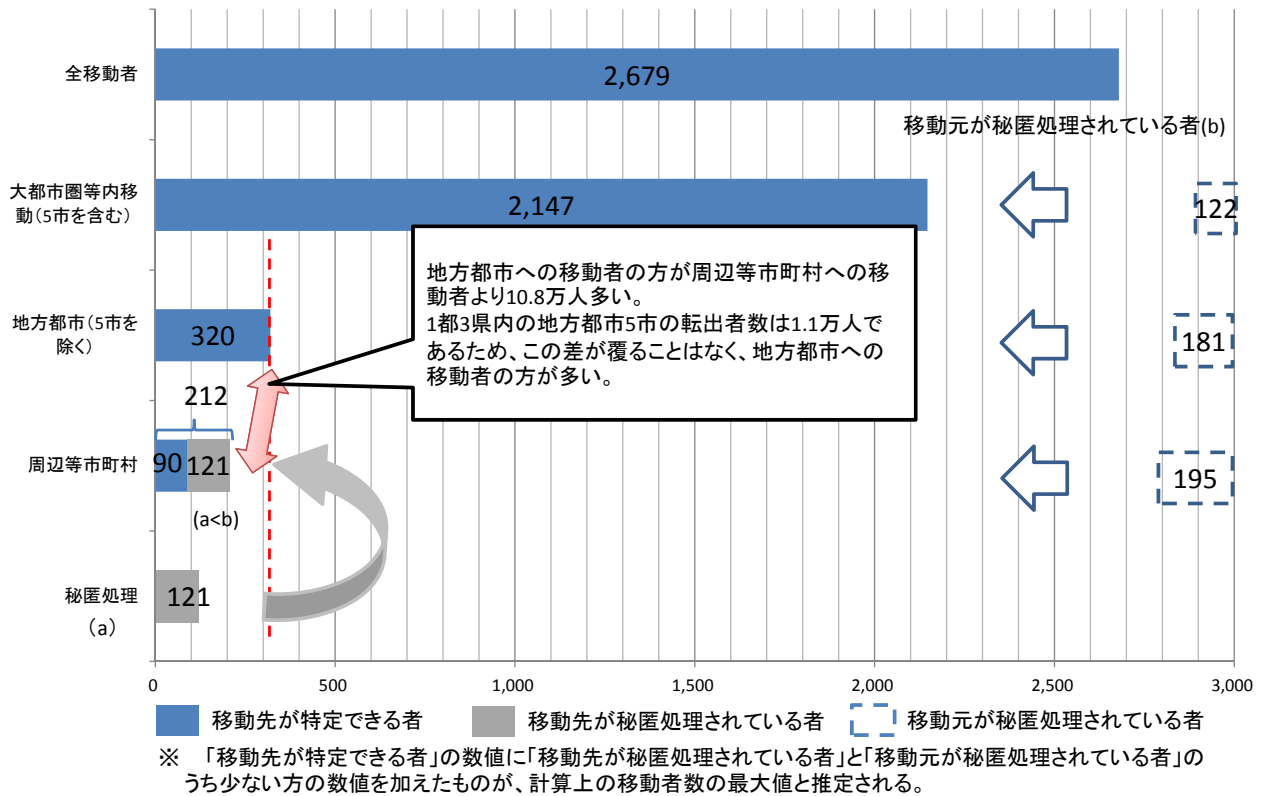 全移動者
2,679
移動元が秘匿処理されている者(b)
大都市圏等内移
動(5市を含む)
2,147
122
地方都市への移動者の方が周辺等市町村への移
動者より10.8万人多い。
1都3県内の地方都市5市の転出者数は1.1万人で
あるため、この差が覆ることはなく、地方都市への
移動者の方が多い。
地方都市(5市を
除く)
320
181
212
周辺等市町村
90
121
195
(a<b)
秘匿処理
(a)
121
0
500
1,000
1,500
2,000
2,500
3,000
移動先が特定できる者
移動先が秘匿処理されている者
移動元が秘匿処理されている者
※ 「移動先が特定できる者」の数値に「移動先が秘匿処理されている者」と「移動元が秘匿処理されている者」の
うち少ない方の数値を加えたものが、計算上の移動者数の最大値と推定される。